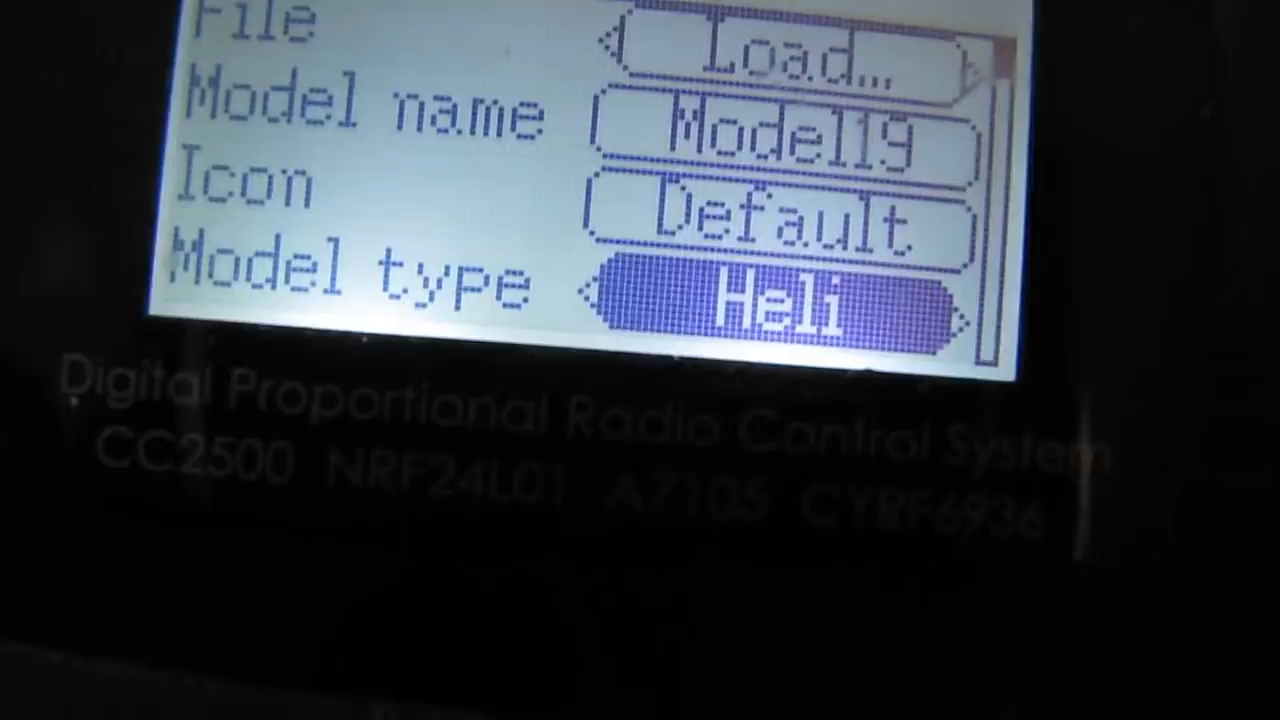 File Load...
Model name Model19
Icon Default
Model type Heli
Digital Proportional Radio Control System
CC2500 NRF24L01 A7105 CYRF6936